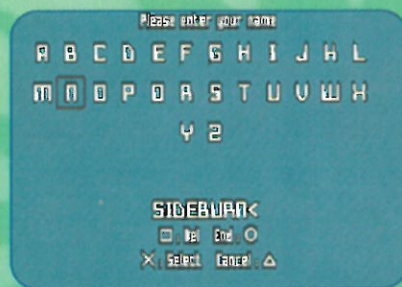 Please enter your name
A B C D E F G H I J K L
M N O P Q R S T U V W X
Y Z
SIDEBURN<
□: Del End: ○
×: Select Cancel: △